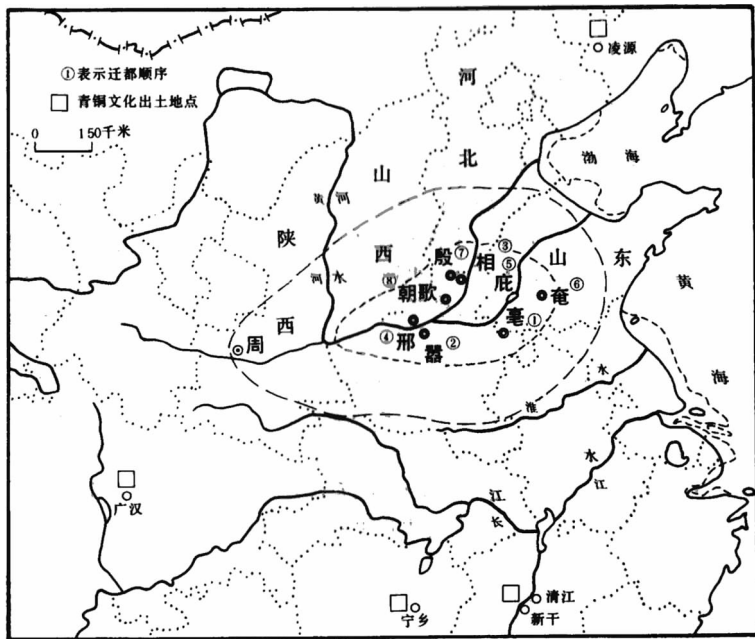 ①表示迁都顺序
青铜文化出土地点
0 150千米
凌源
河
北
山
西
陕
西
山
东
渤海
黄河
河水
黄
海
殷⑦
相③
⑤
庇
⑧
朝歌
奄⑥
亳①
④邢
嚣②
周
淮水
江水
长江
广汉
宁乡
清江
新干